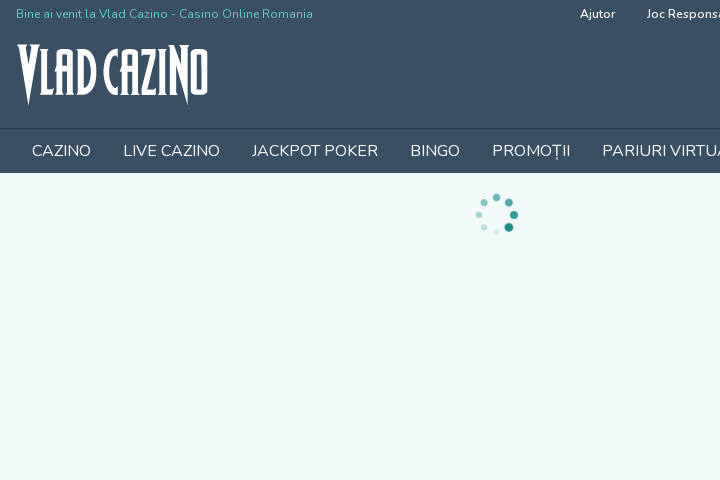 Bine ai venit la Vlad Cazino - Casino Online Romania
Ajutor
Joc Responsa
VLAD CAZINO
CAZINO
LIVE CAZINO
JACKPOT POKER
BINGO
PROMOȚII
PARIURI VIRTUA